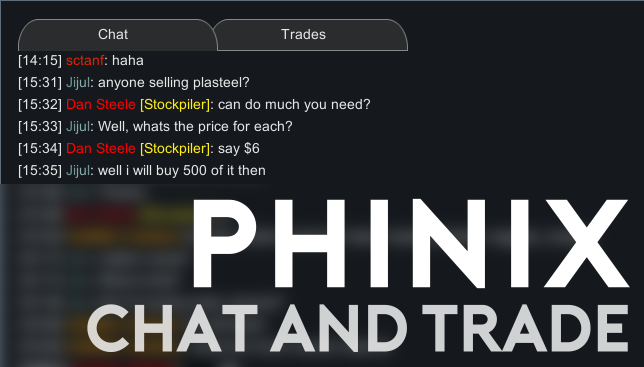 Chat Trades
[14:15] sctanf: haha
[15:31] Jijul: anyone selling plasteel?
[15:32] Dan Steele [Stockpiler]: can do much you need?
[15:33] Jijul: Well, whats the price for each?
[15:34] Dan Steele [Stockpiler]: say $6
[15:35] Jijul: well i will buy 500 of it then
PHINIX
CHAT AND TRADE